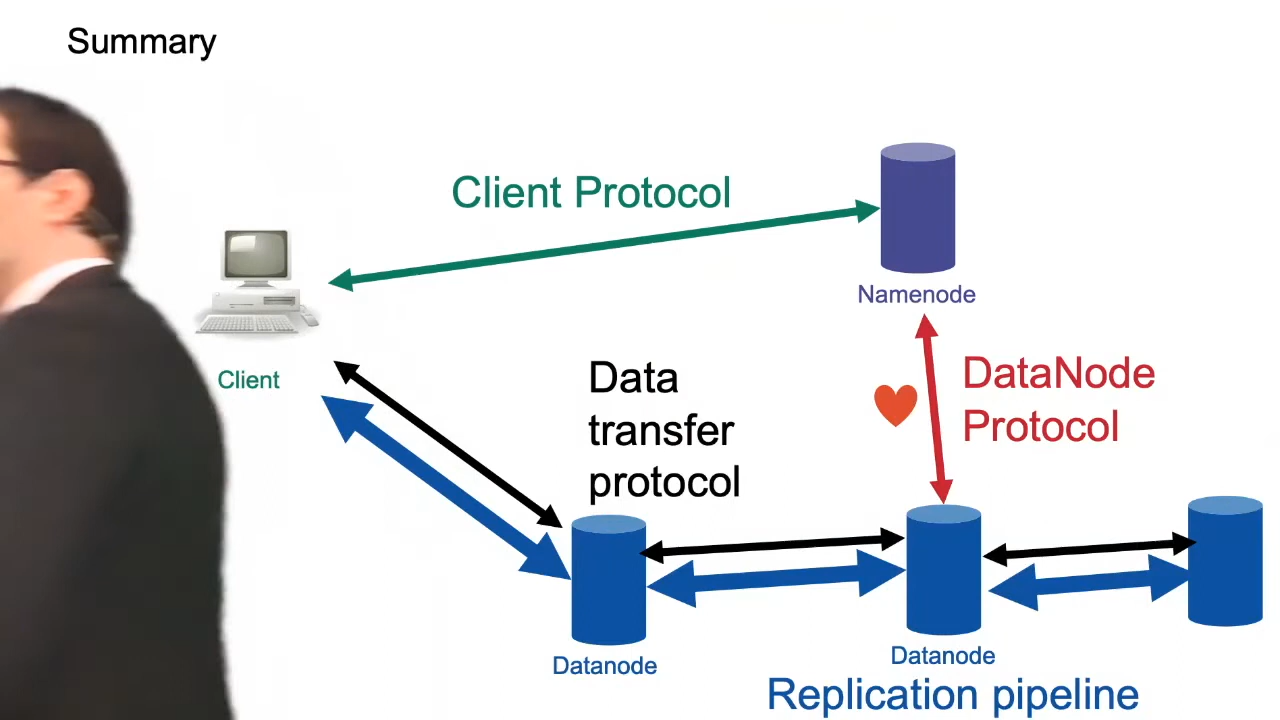 Summary
Client Protocol
Namenode
Client
Data
transfer
protocol
DataNode
Protocol
Datanode
Datanode
Replication pipeline